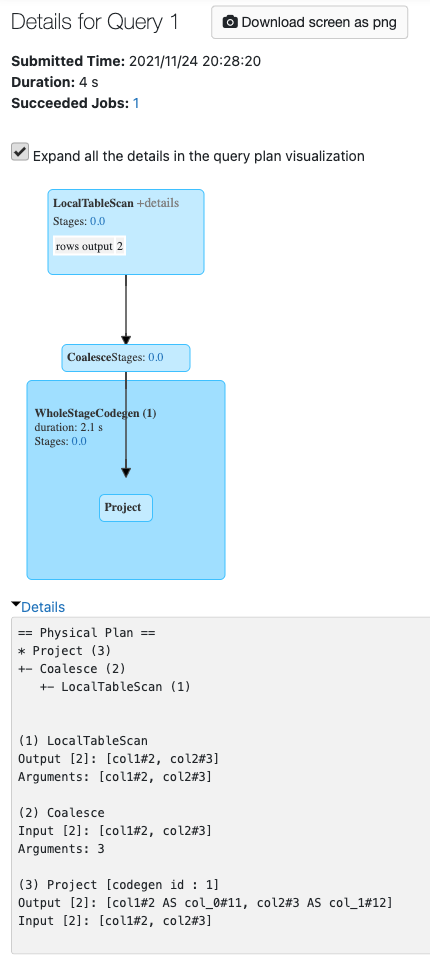 Details for Query 1
Download screen as png
Submitted Time: 2021/11/24 20:28:20
Duration: 4 s
Succeeded Jobs: 1
Expand all the details in the query plan visualization
LocalTableScan +details
Stages: 0.0
rows output 2
CoalesceStages: 0.0
WholeStageCodegen (1)
duration: 2.1 s
Stages: 0.0
Project
Details
== Physical Plan ==
* Project (3)
+- Coalesce (2)
   +- LocalTableScan (1)
(1) LocalTableScan
Output [2]: [col1#2, col2#3]
Arguments: [col1#2, col2#3]
(2) Coalesce
Input [2]: [col1#2, col2#3]
Arguments: 3
(3) Project [codegen id : 1]
Output [2]: [col1#2 AS col_0#11, col2#3 AS col_1#12]
Input [2]: [col1#2, col2#3]